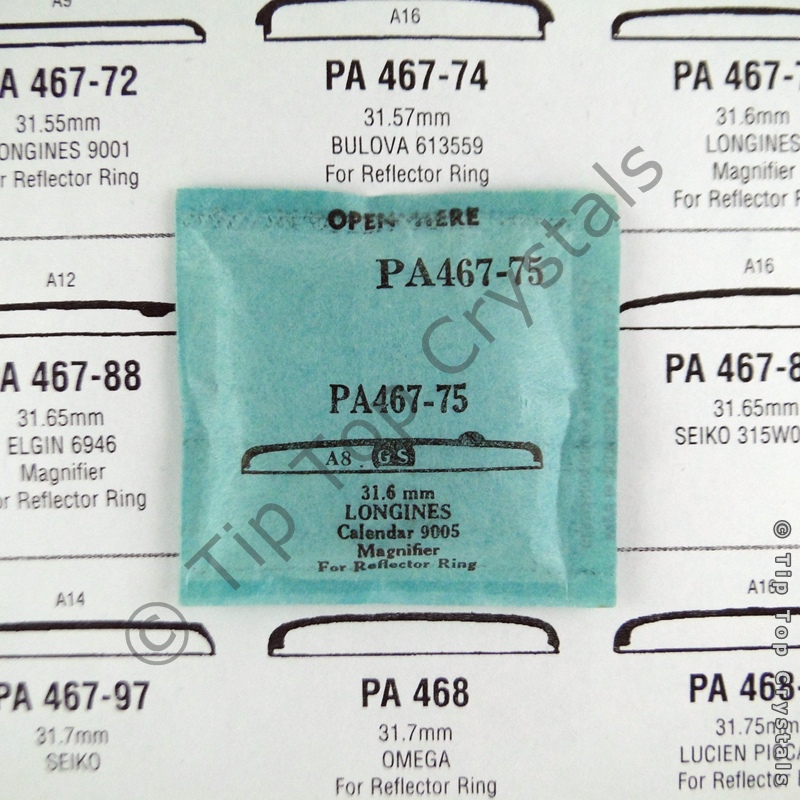 A9
A16
PA 467-72
31.55mm
LONGINES 9001
For Reflector Ring
PA 467-74
31.57mm
BULOVA 613559
For Reflector Ring
PA 467-7
31.6mm
LONGINES
Magnifier
For Reflector R
OPEN HERE
PA467-75
PA467-75
A8 GS
31.6 mm
LONGINES
Calendar 9005
Magnifier
For Reflector Ring
A12
A 467-88
31.65mm
ELGIN 6946
Magnifier
or Reflector Ring
A16
PA 467-8
31.65mm
SEIKO 315W0
A14
PA 467-97
31.7mm
SEIKO
PA 468
31.7mm
OMEGA
For Reflector Ring
A16
PA 468-
31.75mm
LUCIEN PICCA
For Reflector
© Tip Top Crystals
© Tip Top Crystals